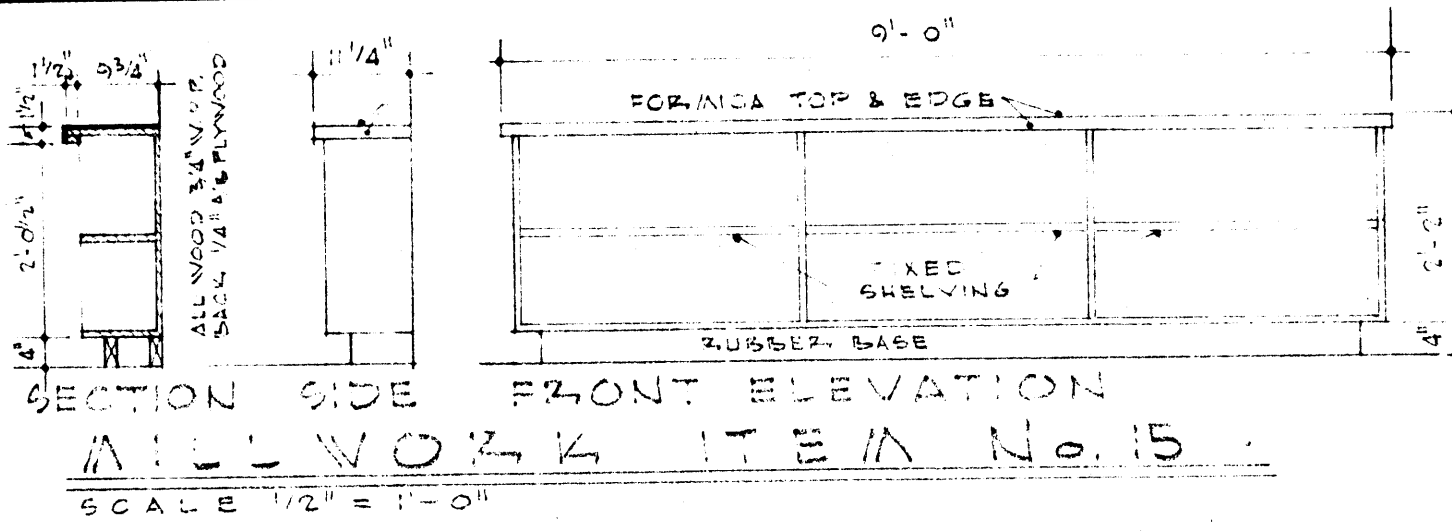 1 1/2" 9 3/4"
1 1/2"
2'-0 1/2"
4"
ALL WOOD 3/4"
BACK 1/4" PLYWOOD
11 1/4"
9'-0"
FORMICA TOP & EDGE
FIXED
SHELVING
RUBBER BASE
2'-2"
4"
SECTION SIDE FRONT ELEVATION
MILLWORK ITEM No. 15
SCALE 1/2" = 1'-0"